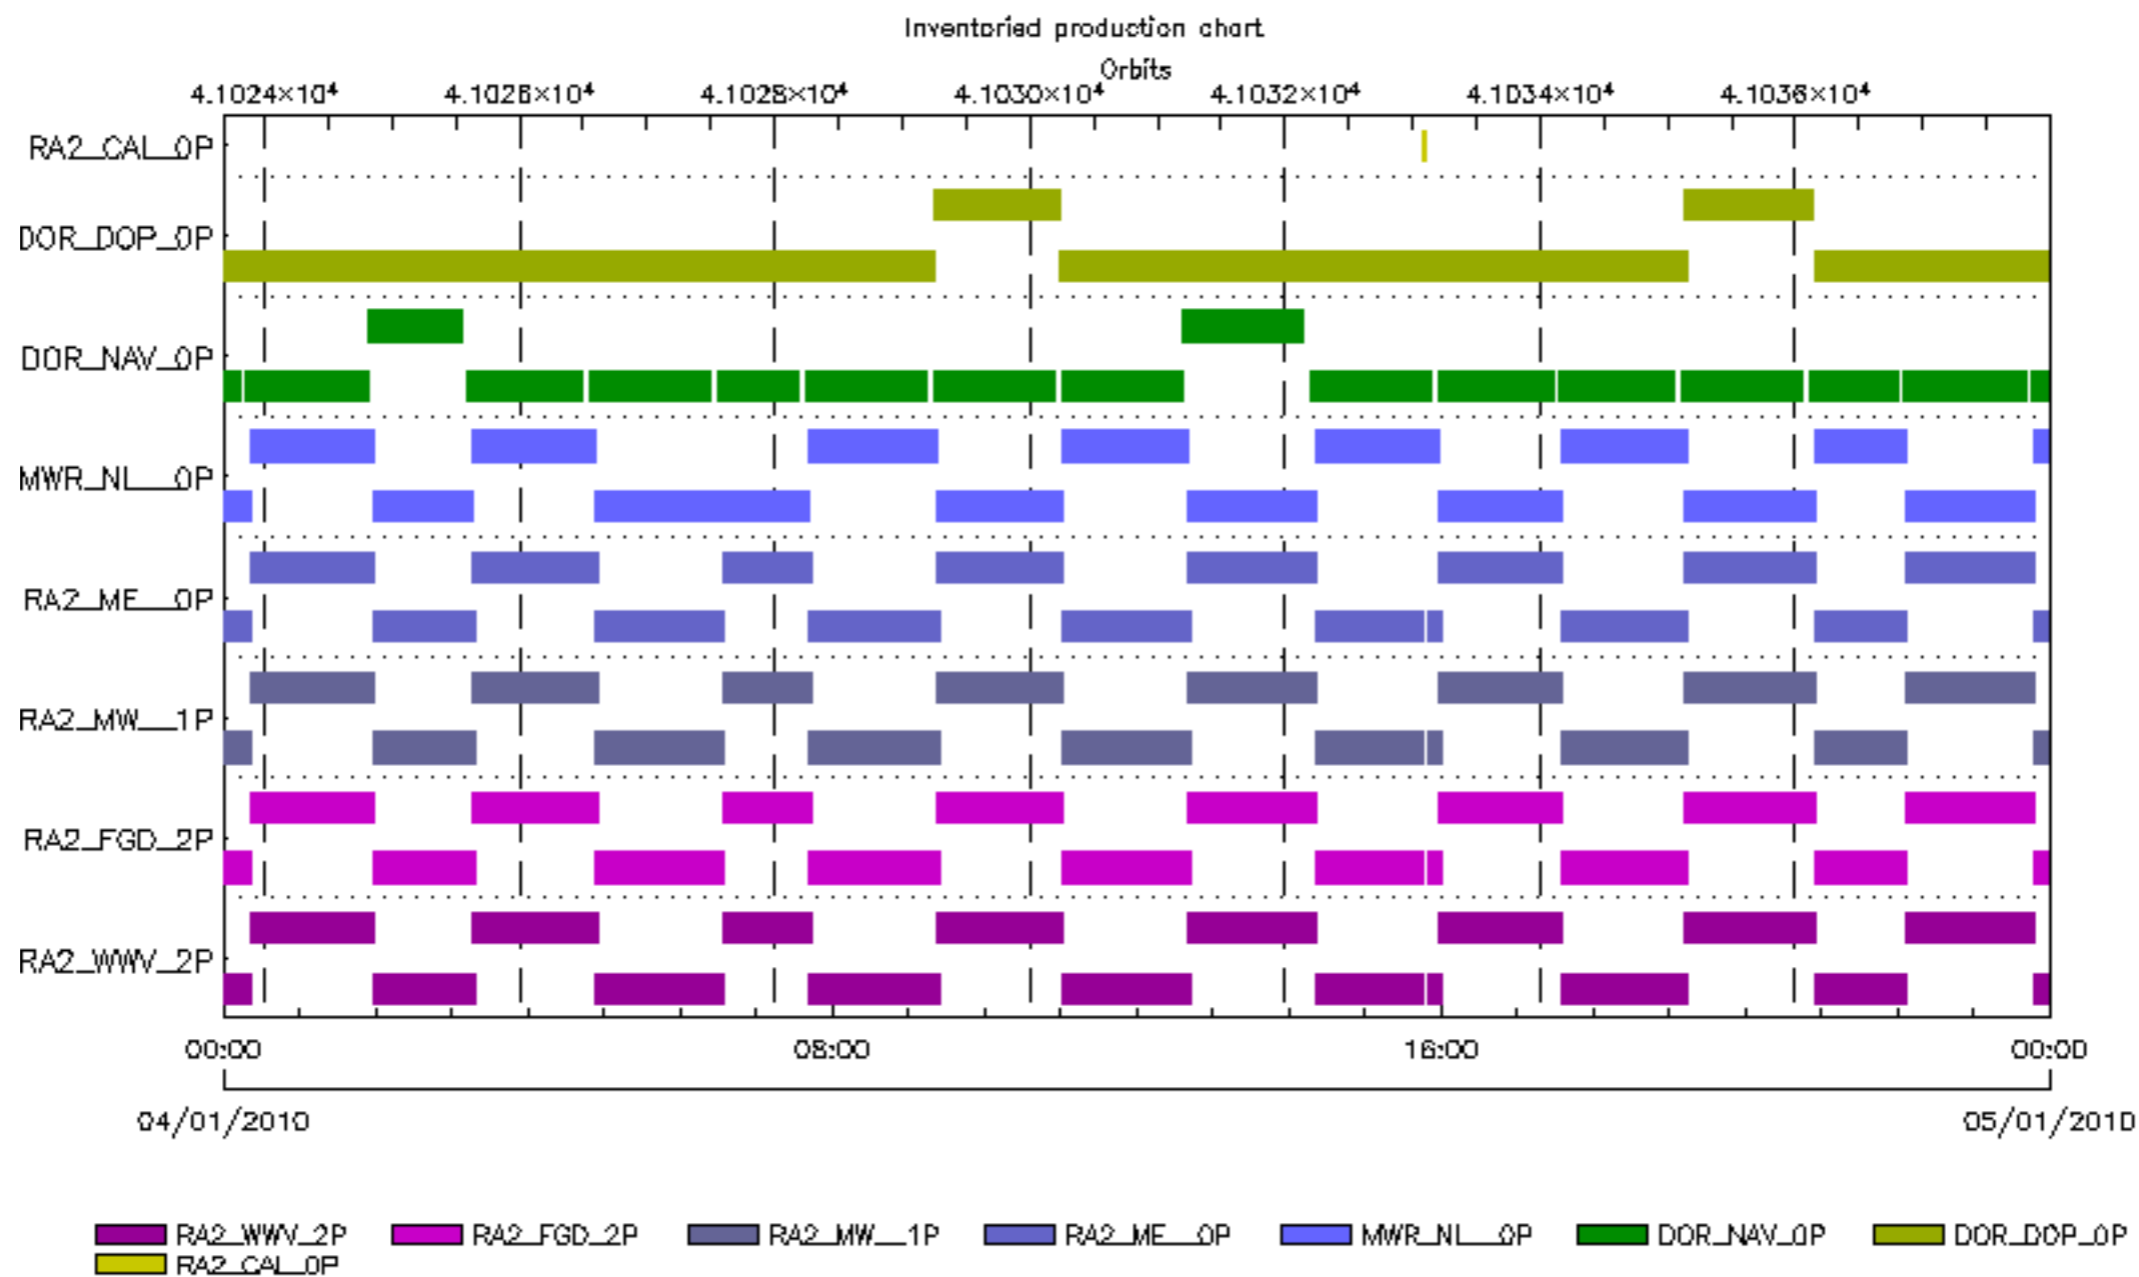 Inventoried production chart
Orbits
4.1024×10⁴ 4.1026×10⁴ 4.1028×10⁴ 4.1030×10⁴ 4.1032×10⁴ 4.1034×10⁴ 4.1036×10⁴
RA2_CAL_0P
DOR_DOP_0P
DOR_NAV_0P
MWR_NL__0P
RA2_ME__0P
RA2_MW__1P
RA2_FGD_2P
RA2_WWV_2P
00:00 08:00 16:00 00:00
04/01/2010 05/01/2010
RA2_WWV_2P RA2_FGD_2P RA2_MW__1P RA2_ME__0P MWR_NL__0P DOR_NAV_0P DOR_DOP_0P
RA2_CAL_0P